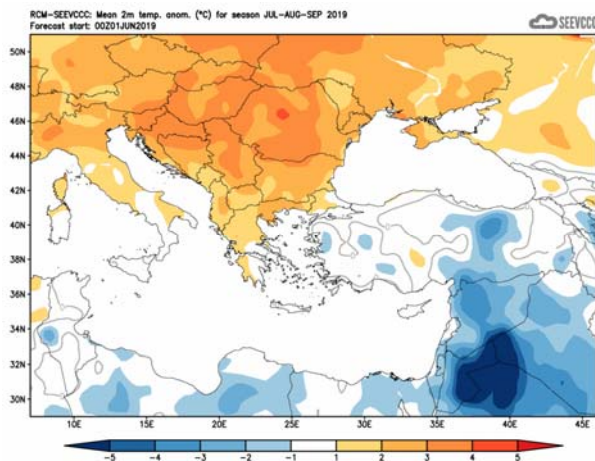 RCM-SEEVCCC: Mean 2m temp. anom. (°C) for season JUL-AUG-SEP 2019
Forecast start: 00Z01JUN2019
SEEVCCC
50N
48N
46N
44N
42N
40N
38N
36N
34N
32N
30N
10E 15E 20E 25E 30E 35E 40E 45E
-5 -4 -3 -2 -1 1 2 3 4 5